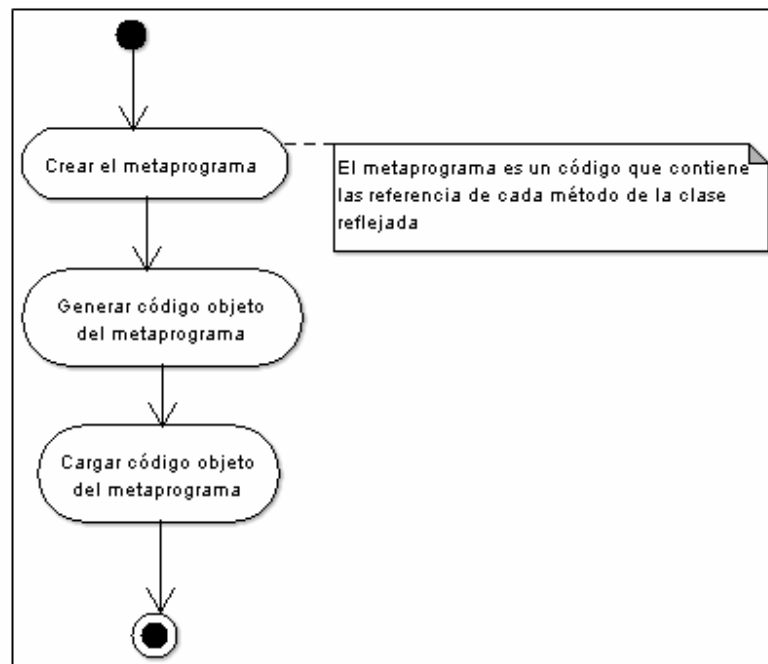 Crear el metaprograma
El metaprograma es un código que contiene
las referencia de cada método de la clase
reflejada
Generar código objeto
del metaprograma
Cargar código objeto
del metaprograma